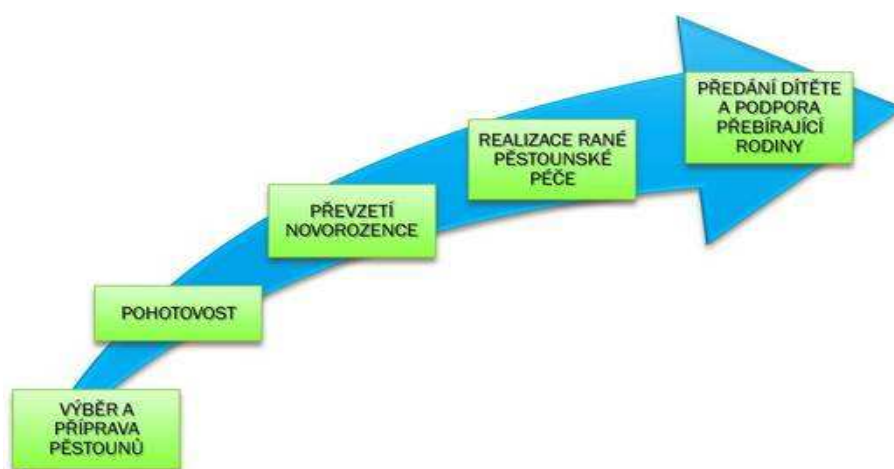 VÝBĚR A
PŘÍPRAVA
PĚSTOUNŮ
POHOTOVOST
PŘEVZETÍ
NOVOROZENCE
REALIZACE RANÉ
PĚSTOUNSKÉ
PÉČE
PŘEDÁNÍ DÍTĚTE
A PODPORA
PŘEBÍRAJÍCÍ
RODINY